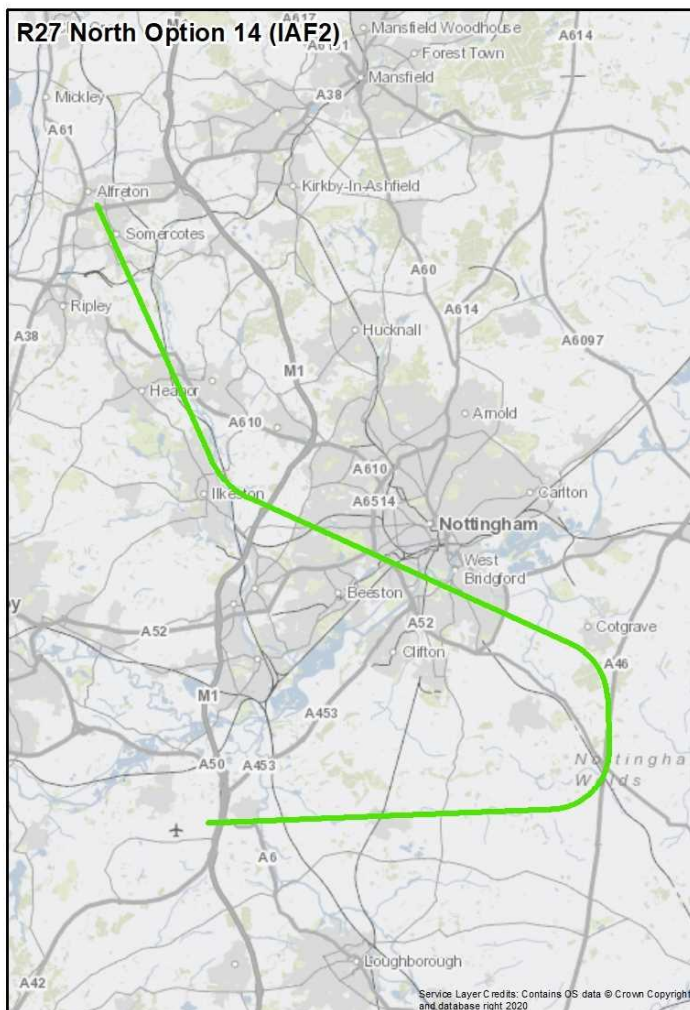 R27 North Option 14 (IAF2)
A617
Mansfield Woodhouse
A614
Forest Town
Mansfield
Mickley
A38
A61
Alfreton
Kirkby-In-Ashfield
Somercotes
A60
A614
Ripley
Hucknall
A38
A6097
M1
Heanor
A610
Arnold
A610
Ilkeston
A6514
Carlton
Nottingham
West
Bridgford
Beeston
A52
A52
Cotgrave
Clifton
A46
M1
A453
A50
A453
A6
Loughborough
A42
Service Layer Credits: Contains OS data © Crown Copyright
and database right 2020